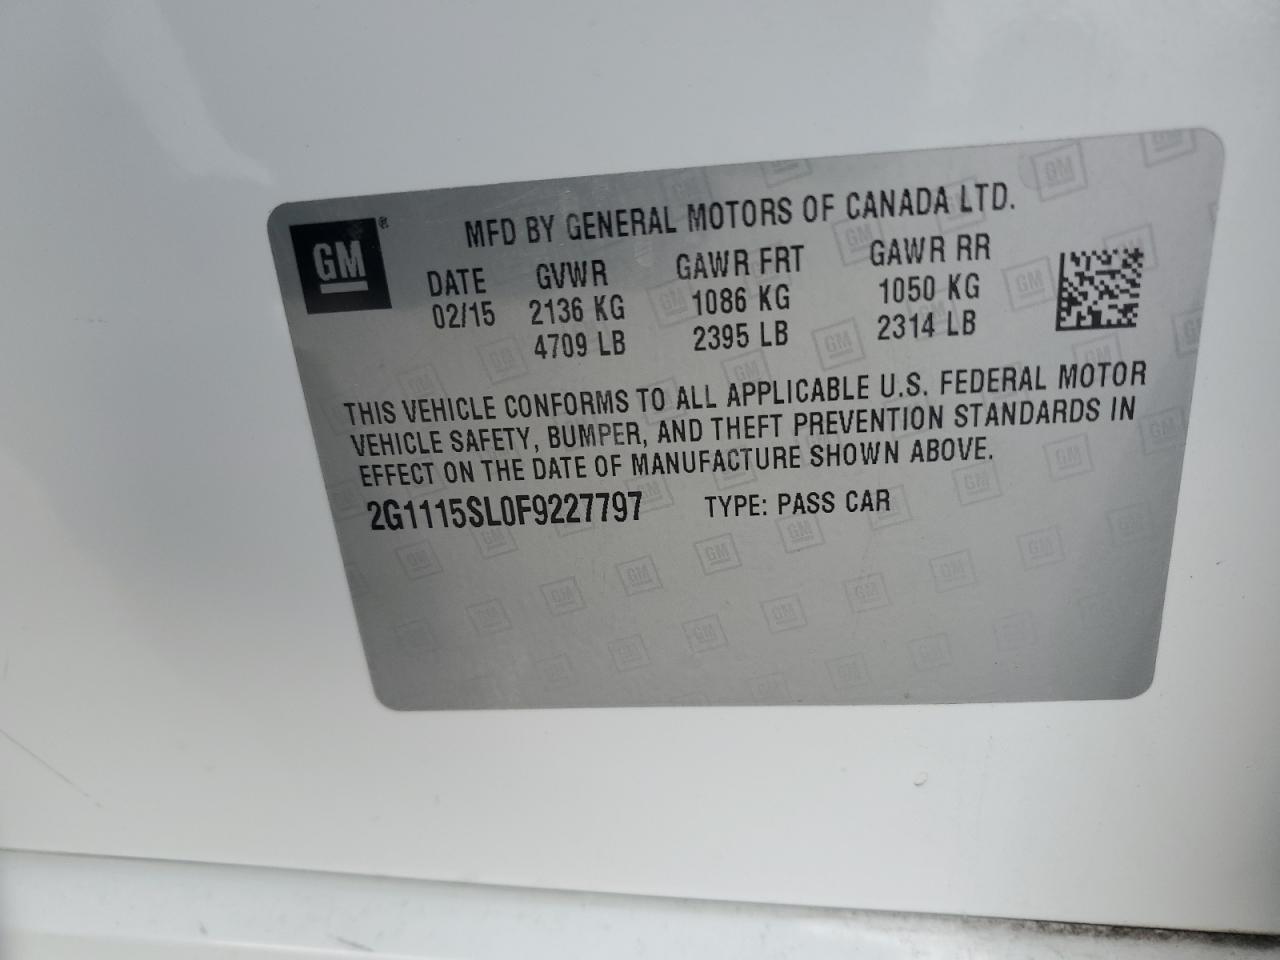 GM®
MFD BY GENERAL MOTORS OF CANADA LTD.
DATE GVWR GAWR FRT GAWR RR
02/15 2136 KG 1086 KG 1050 KG
4709 LB 2395 LB 2314 LB
THIS VEHICLE CONFORMS TO ALL APPLICABLE U.S. FEDERAL MOTOR
VEHICLE SAFETY, BUMPER, AND THEFT PREVENTION STANDARDS IN
EFFECT ON THE DATE OF MANUFACTURE SHOWN ABOVE.
2G1115SL0F9227797 TYPE: PASS CAR